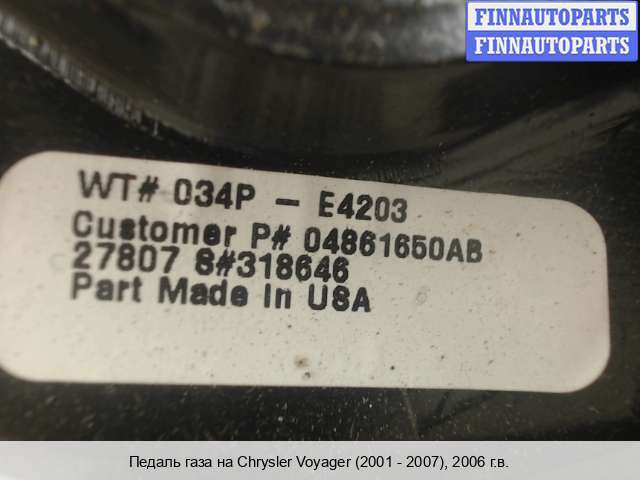 FINNAUTOPARTS
FINNAUTOPARTS
WT# 034P - E4203
Customer P# 04861650AB
27807 S#318646
Part Made In USA
Педаль газа на Chrysler Voyager (2001 - 2007), 2006 г.в.